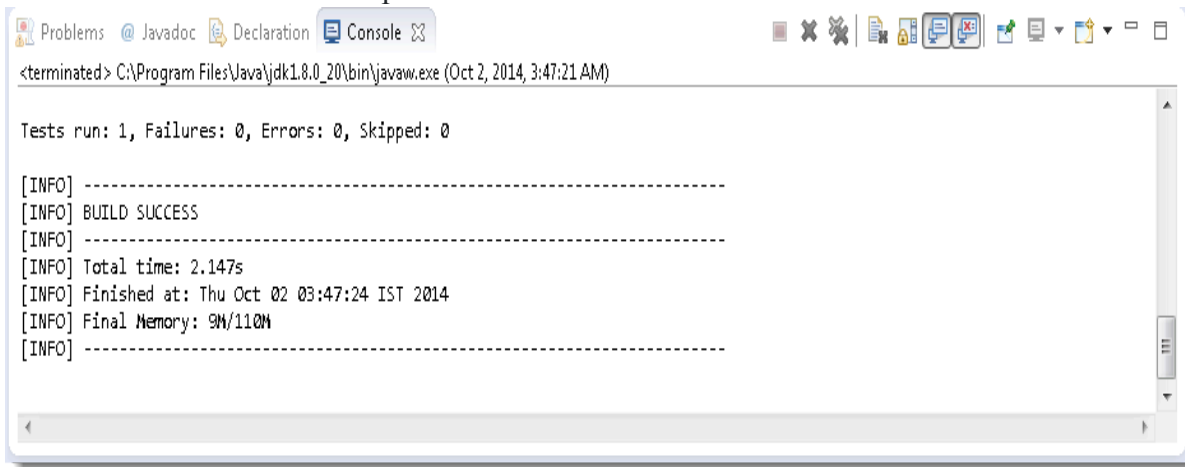 Problems @ Javadoc Declaration Console
<terminated> C:\Program Files\Java\jdk1.8.0_20\bin\javaw.exe (Oct 2, 2014, 3:47:21 AM)
Tests run: 1, Failures: 0, Errors: 0, Skipped: 0
[INFO] ------------------------------------------------------------------------
[INFO] BUILD SUCCESS
[INFO] ------------------------------------------------------------------------
[INFO] Total time: 2.147s
[INFO] Finished at: Thu Oct 02 03:47:24 IST 2014
[INFO] Final Memory: 9M/110M
[INFO] ------------------------------------------------------------------------